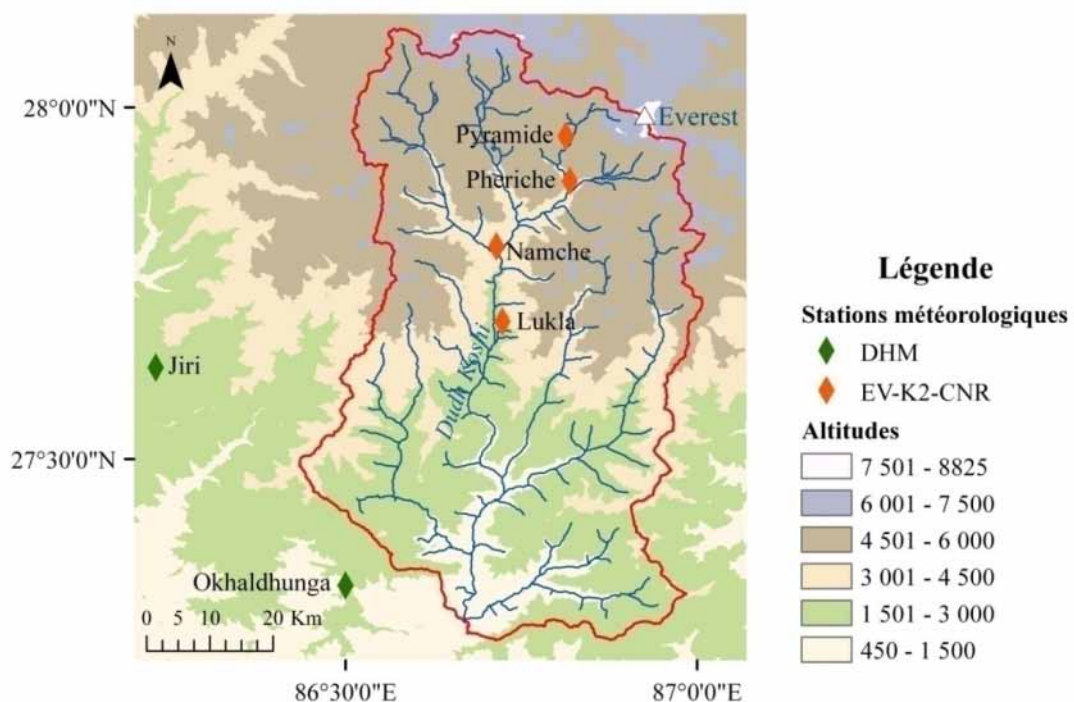 N
28°0'0"N
Everest
Pyramide
Pheriche
Namche
Lukla
Dudh Koshi
Jiri
27°30'0"N
Okhaldhunga
0 5 10 20 Km
86°30'0"E
87°0'0"E
Légende
Stations météorologiques
DHM
EV-K2-CNR
Altitudes
7 501 - 8825
6 001 - 7 500
4 501 - 6 000
3 001 - 4 500
1 501 - 3 000
450 - 1 500